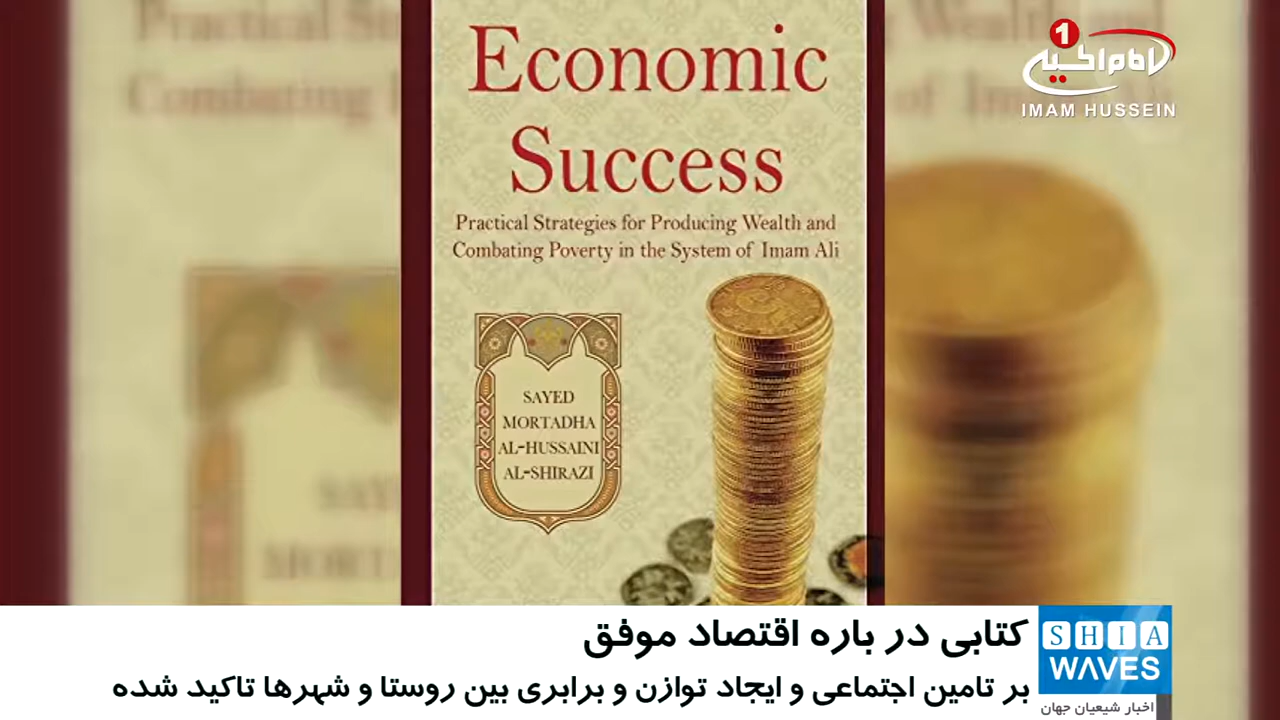 Economic
Success
Practical Strategies for Producing Wealth and
Combating Poverty in the System of Imam Ali
SAYED
MORTADHA
AL-HUSSAINI
AL-SHIRAZI
1
امام حسین
IMAM HUSSEIN
کتابی در باره اقتصاد موفق
بر تامین اجتماعی و ایجاد توازن و برابری بین روستا و شهرها تاکید شده
SHIA
WAVES
اخبار شیعیان جهان